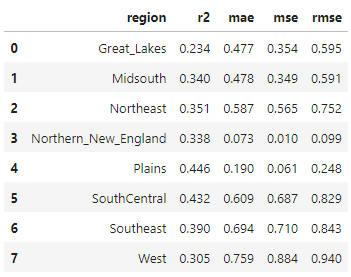 region r2 mae mse rmse
0 Great_Lakes 0.234 0.477 0.354 0.595
1 Midsouth 0.340 0.478 0.349 0.591
2 Northeast 0.351 0.587 0.565 0.752
3 Northern_New_England 0.338 0.073 0.010 0.099
4 Plains 0.446 0.190 0.061 0.248
5 SouthCentral 0.432 0.609 0.687 0.829
6 Southeast 0.390 0.694 0.710 0.843
7 West 0.305 0.759 0.884 0.940